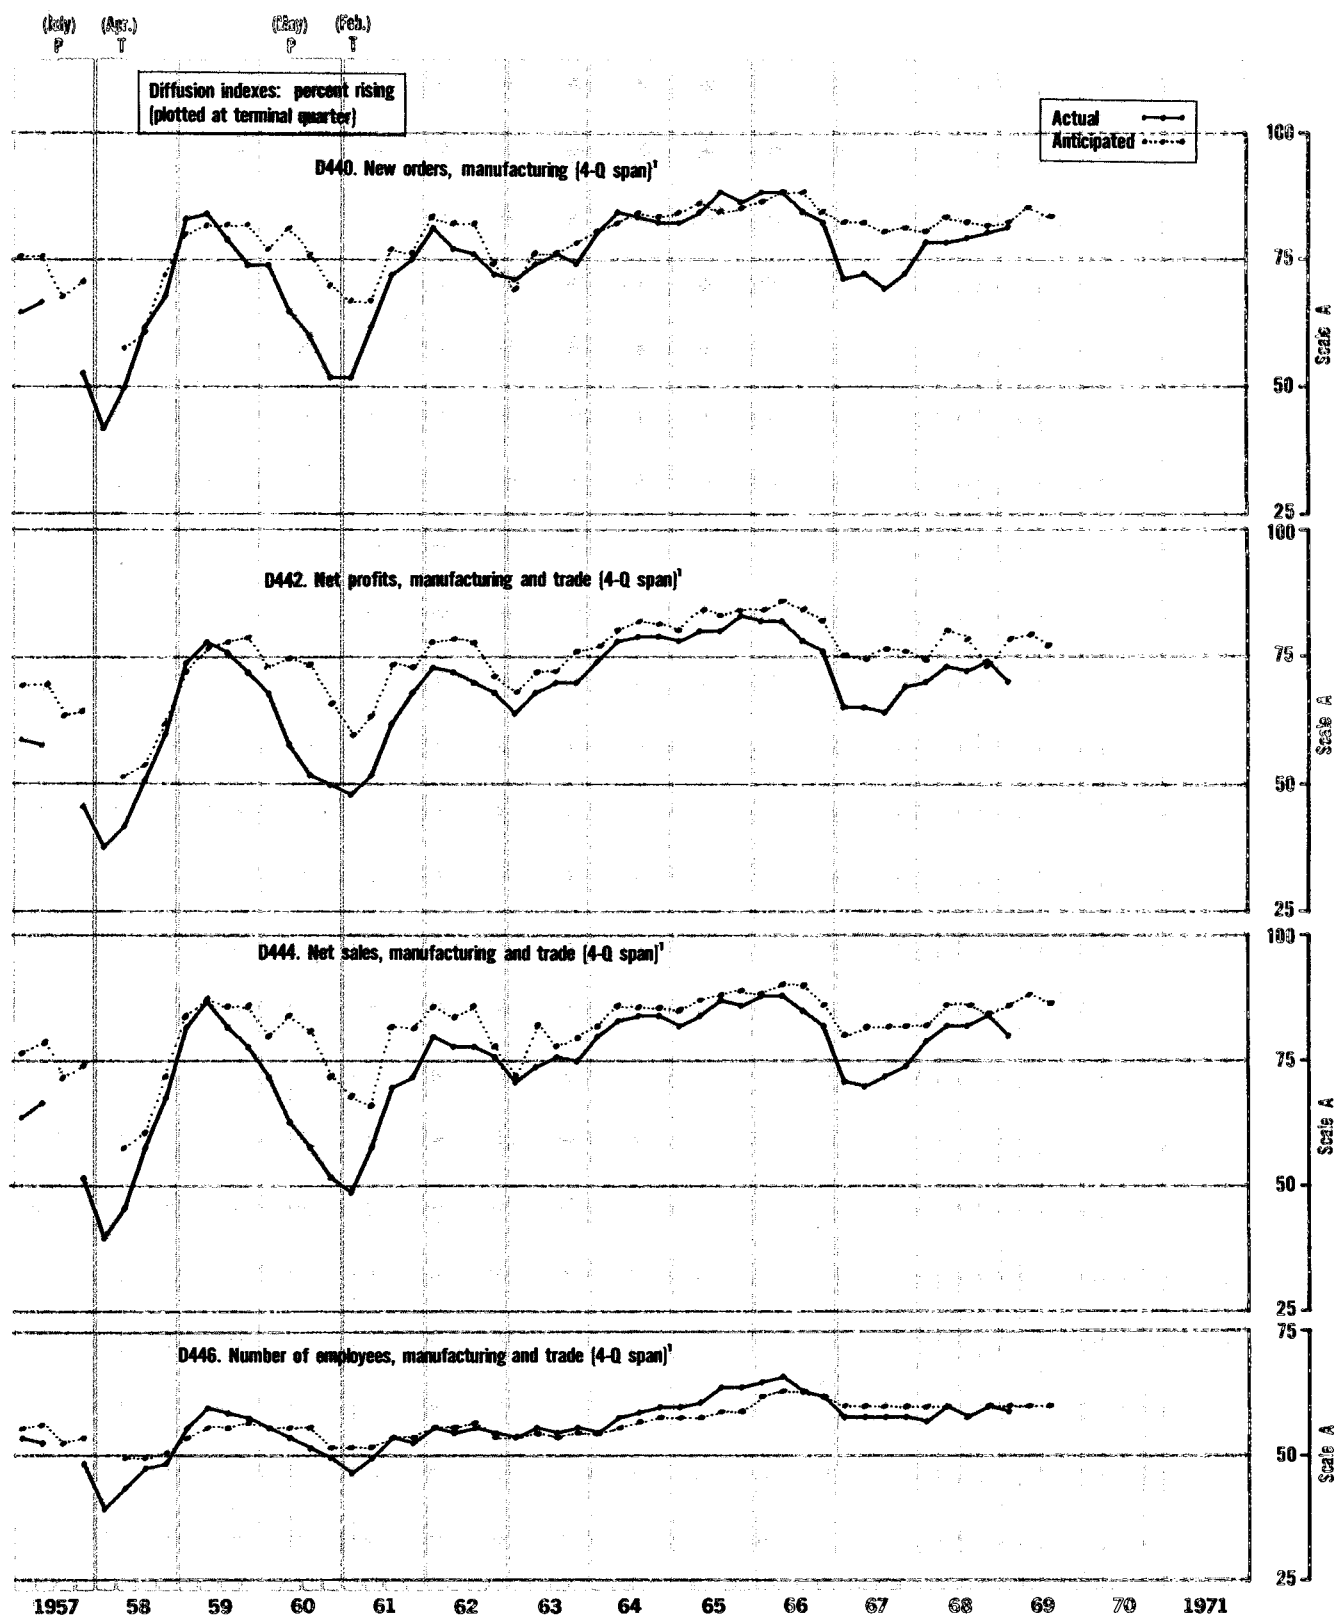 (July) (Apr.) (May) (Feb.)
P T P T
Diffusion indexes: percent rising
(plotted at terminal quarter)
Actual
Anticipated
D440. New orders, manufacturing (4-Q span)¹
100
75
50
25
Scale A
D442. Net profits, manufacturing and trade (4-Q span)¹
100
75
50
25
Scale A
D444. Net sales, manufacturing and trade (4-Q span)¹
100
75
50
25
Scale A
D446. Number of employees, manufacturing and trade (4-Q span)¹
75
50
25
Scale A
1957 58 59 60 61 62 63 64 65 66 67 68 69 70 1971